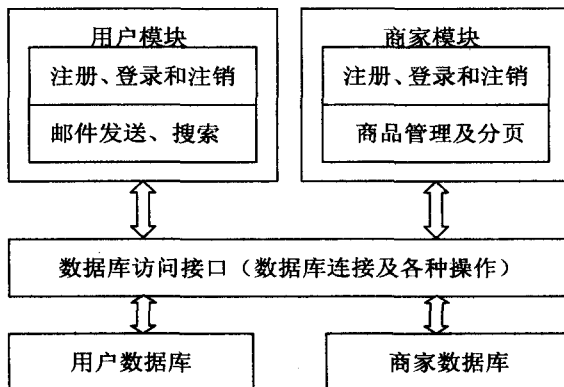 用户模块
注册、登录和注销
邮件发送、搜索
商家模块
注册、登录和注销
商品管理及分页
数据库访问接口（数据库连接及各种操作）
用户数据库
商家数据库